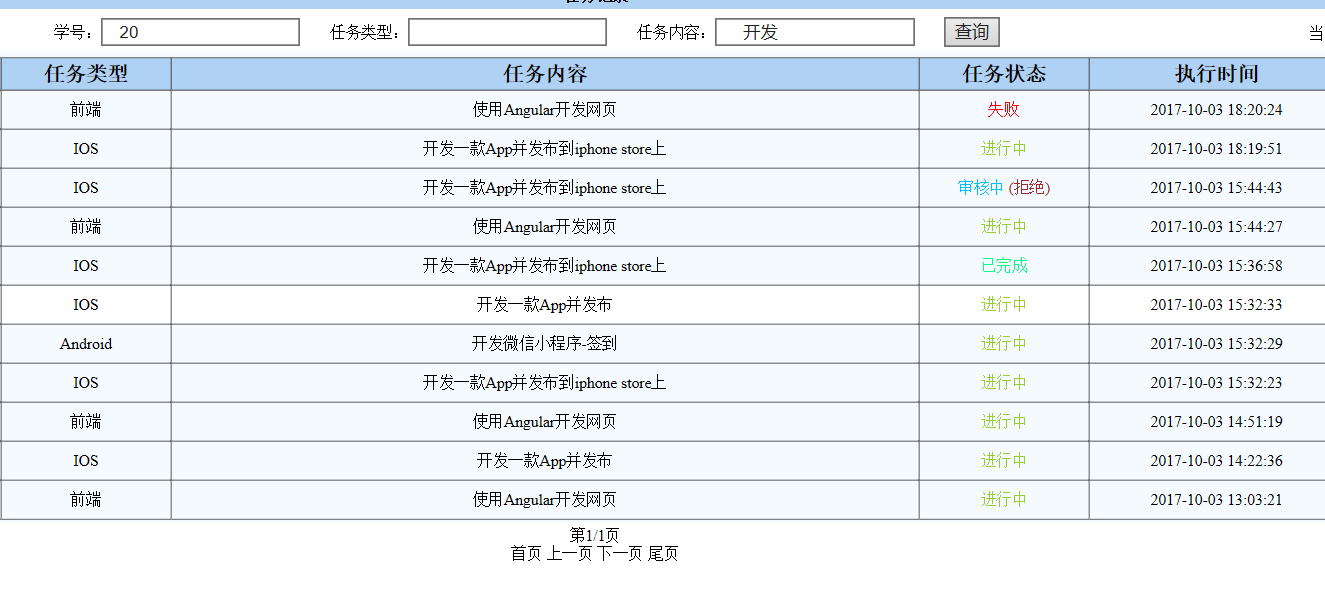 学号： 20 任务类型： 任务内容： 开发 查询 当
任务类型 任务内容 任务状态 执行时间
前端 使用Angular开发网页 失败 2017-10-03 18:20:24
IOS 开发一款App并发布到iphone store上 进行中 2017-10-03 18:19:51
IOS 开发一款App并发布到iphone store上 审核中 (拒绝) 2017-10-03 15:44:43
前端 使用Angular开发网页 进行中 2017-10-03 15:44:27
IOS 开发一款App并发布到iphone store上 已完成 2017-10-03 15:36:58
IOS 开发一款App并发布 进行中 2017-10-03 15:32:33
Android 开发微信小程序-签到 进行中 2017-10-03 15:32:29
IOS 开发一款App并发布到iphone store上 进行中 2017-10-03 15:32:23
前端 使用Angular开发网页 进行中 2017-10-03 14:51:19
IOS 开发一款App并发布 进行中 2017-10-03 14:22:36
前端 使用Angular开发网页 进行中 2017-10-03 13:03:21
第1/1页
首页 上一页 下一页 尾页